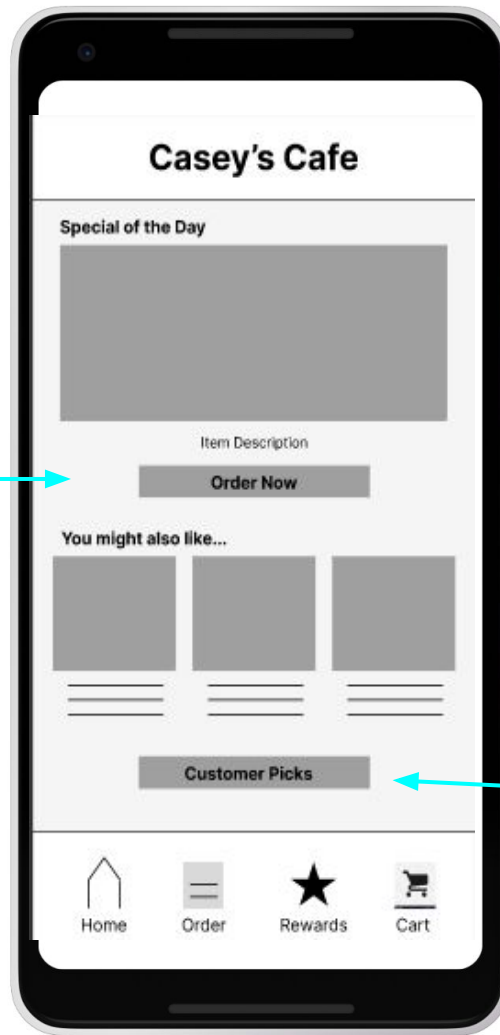 Casey's Cafe
Special of the Day
Item Description
Order Now
You might also like...
Customer Picks
Home Order Rewards Cart